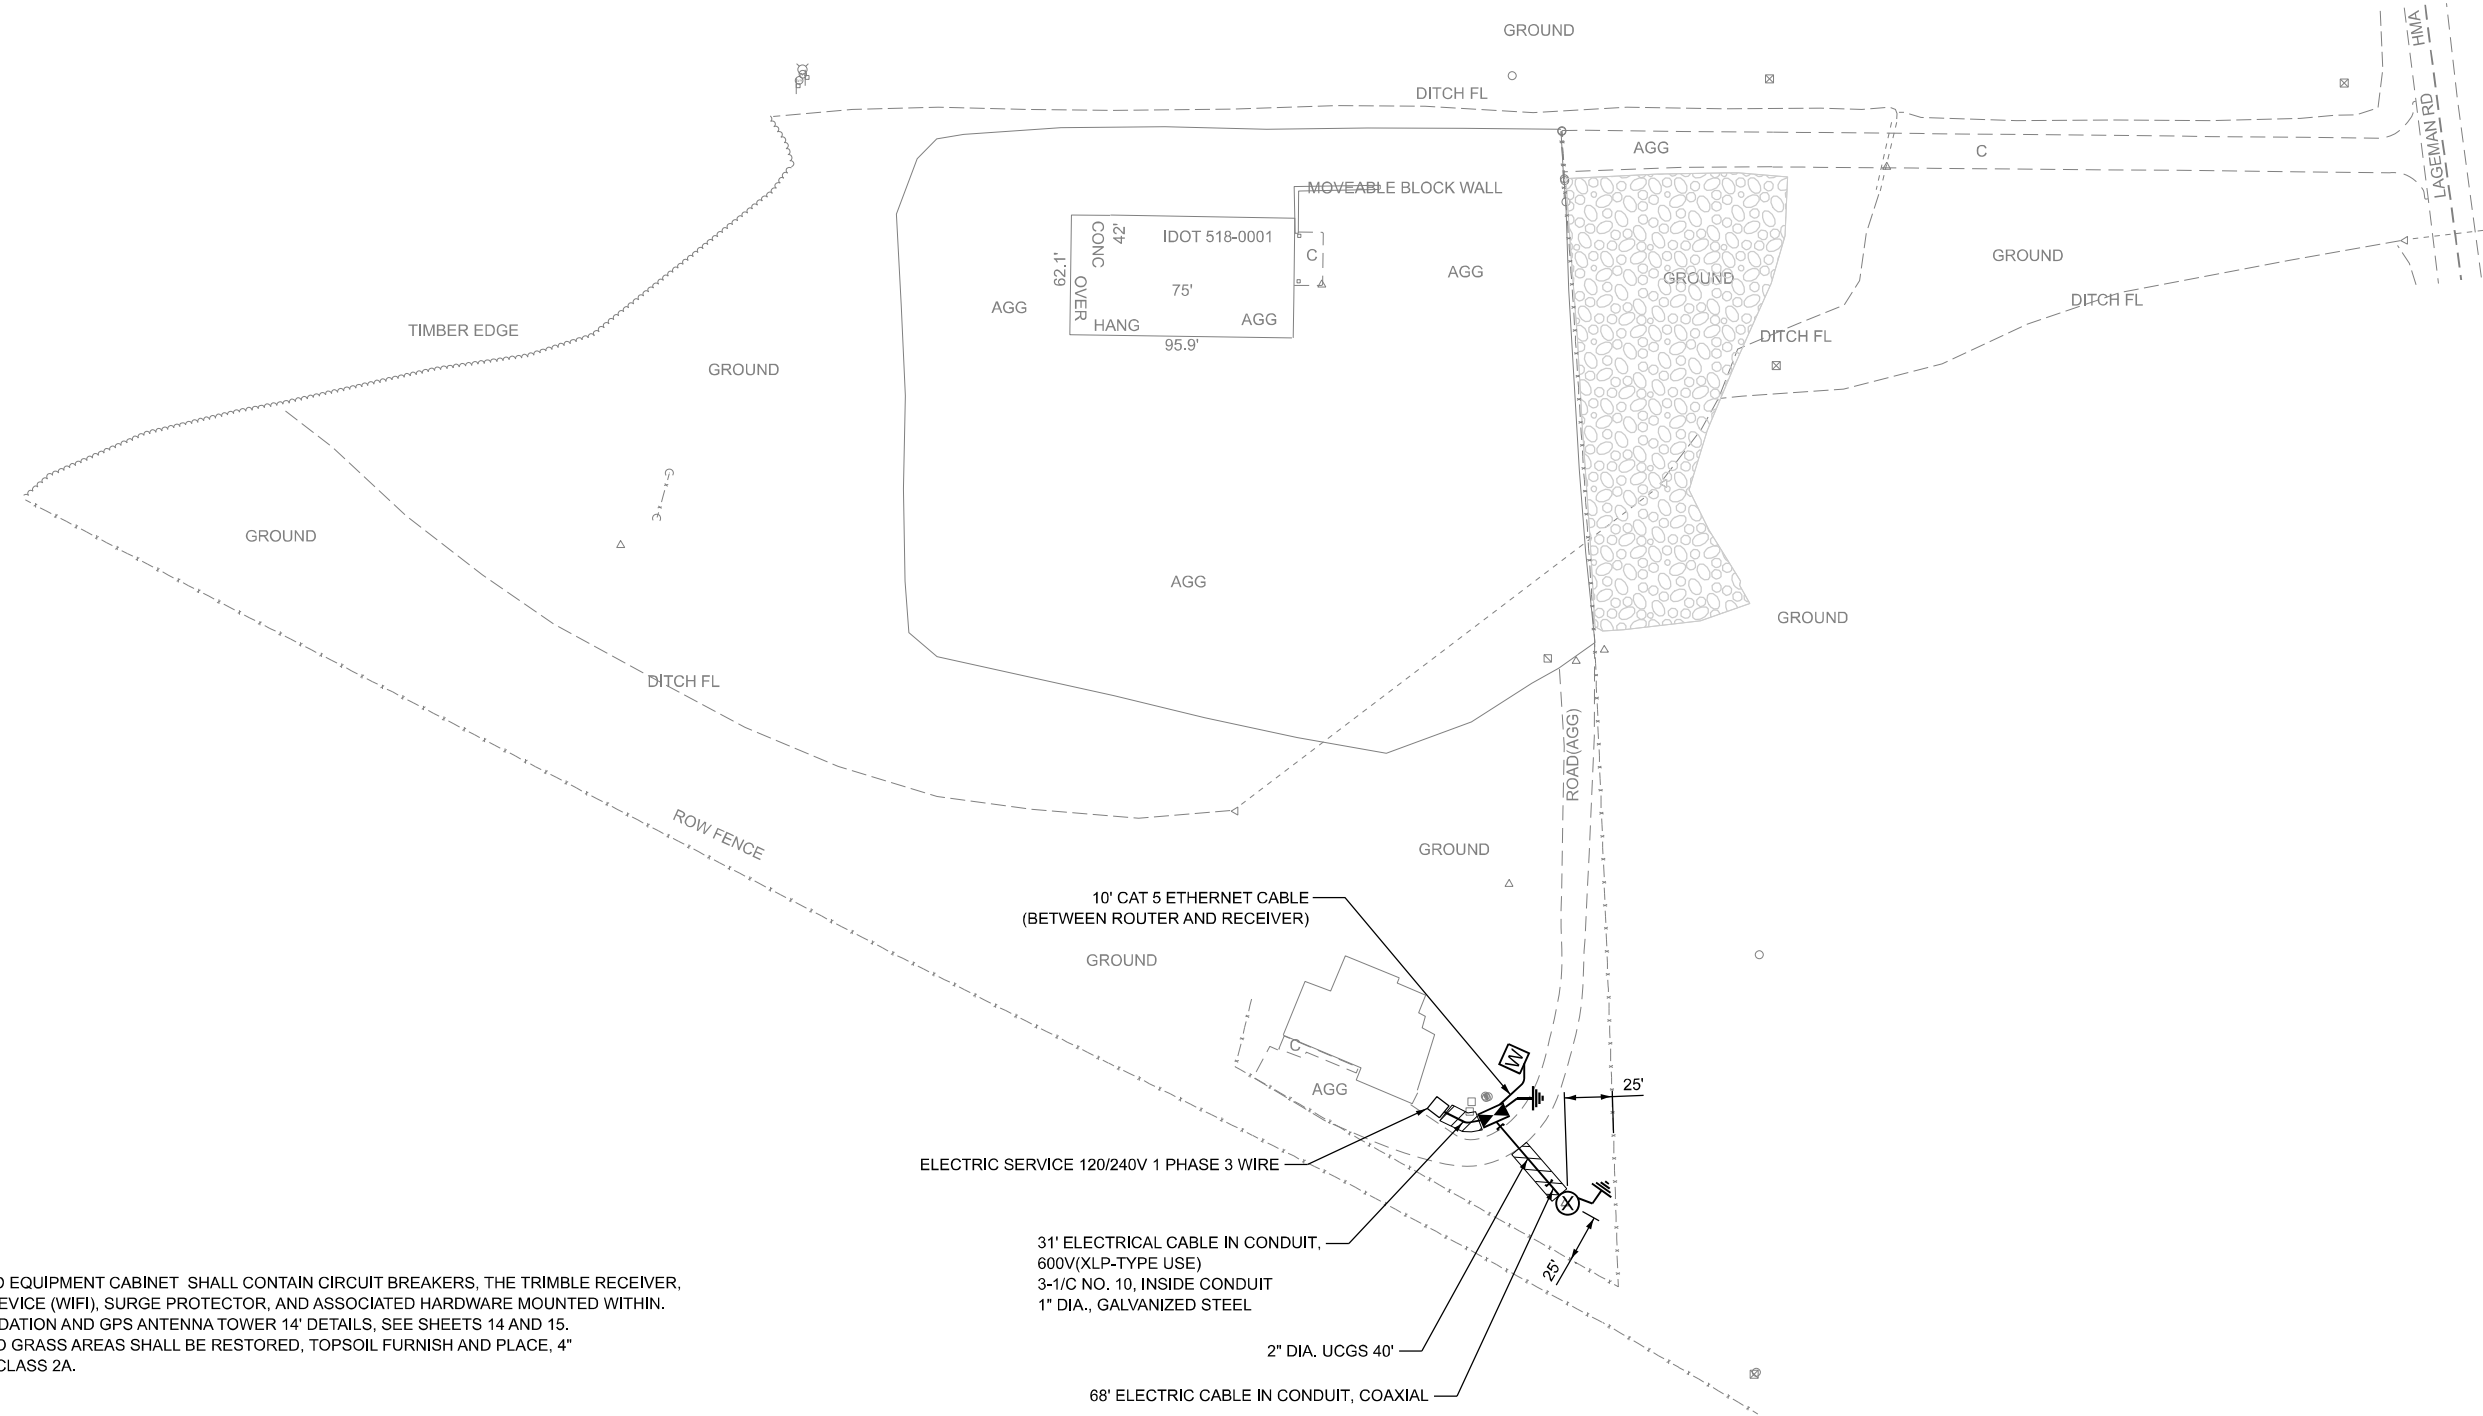 GROUND
HMA
DITCH FL
LAGEMAN RD
AGG
C
MOVEABLE BLOCK WALL
CONC
42'
IDOT 518-0001
C
62.1'
OVER
75'
HANG
AGG
95.9'
AGG
AGG
GROUND
GROUND
DITCH FL
DITCH FL
TIMBER EDGE
GROUND
GROUND
AGG
GROUND
DITCH FL
ROAD(AGG)
ROW FENCE
GROUND
10' CAT 5 ETHERNET CABLE
(BETWEEN ROUTER AND RECEIVER)
GROUND
C
AGG
W
25'
ELECTRIC SERVICE 120/240V 1 PHASE 3 WIRE
X
25'
31' ELECTRICAL CABLE IN CONDUIT,
600V(XLP-TYPE USE)
3-1/C NO. 10, INSIDE CONDUIT
1" DIA., GALVANIZED STEEL
2" DIA. UCGS 40'
68' ELECTRIC CABLE IN CONDUIT, COAXIAL
EQUIPMENT CABINET SHALL CONTAIN CIRCUIT BREAKERS, THE TRIMBLE RECEIVER,
(WIFI), SURGE PROTECTOR, AND ASSOCIATED HARDWARE MOUNTED WITHIN.
AND GPS ANTENNA TOWER 14' DETAILS, SEE SHEETS 14 AND 15.
GRASS AREAS SHALL BE RESTORED, TOPSOIL FURNISH AND PLACE, 4"
CLASS 2A.